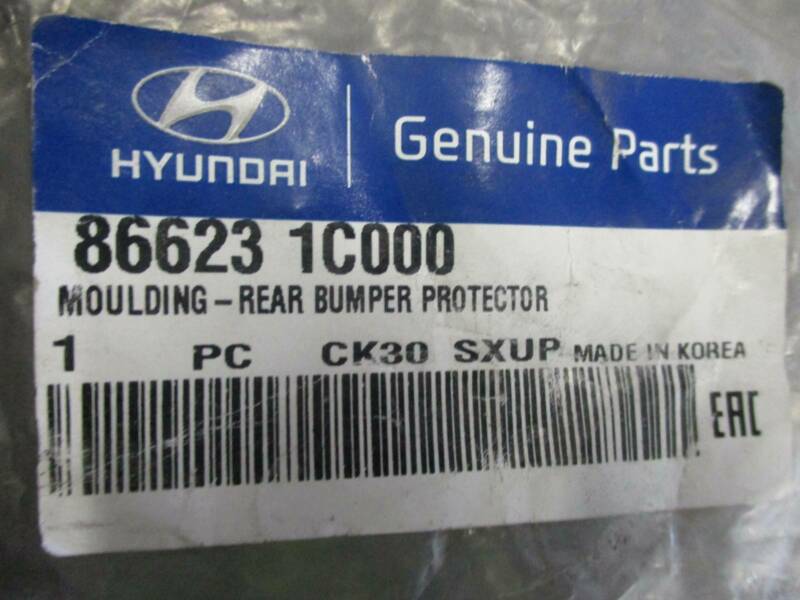 HYUNDAI
Genuine Parts
86623 1C000
MOULDING-REAR BUMPER PROTECTOR
1 PC CK30 SXUP MADE IN KOREA
EAC